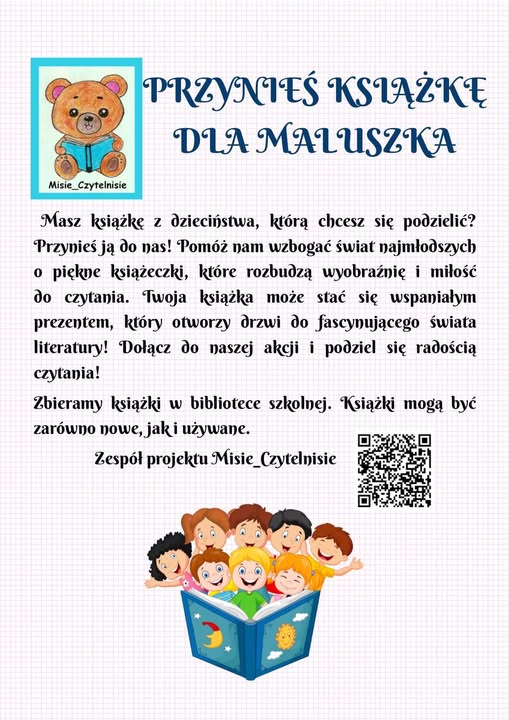 PRZYNIEŚ KSIĄŻKĘ
DLA MALUSZKA
Misie_Czytelnisie
Masz książkę z dzieciństwa, którą chcesz się podzielić?
Przynieś ją do nas! Pomóż nam wzbogać świat najmłodszych
o piękne książeczki, które rozbudzą wyobraźnię i miłość
do czytania. Twoja książka może stać się wspaniałym
prezentem, który otworzy drzwi do fascynującego świata
literatury! Dołącz do naszej akcji i podziel się radością
czytania!
Zbieramy książki w bibliotece szkolnej. Książki mogą być
zarówno nowe, jak i używane.
Zespół projektu Misie_Czytelnisie